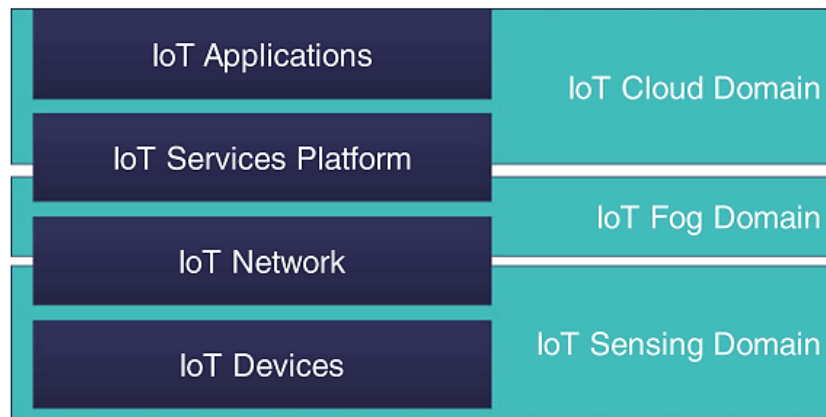 IoT Applications
IoT Cloud Domain
IoT Services Platform
IoT Fog Domain
IoT Network
IoT Sensing Domain
IoT Devices